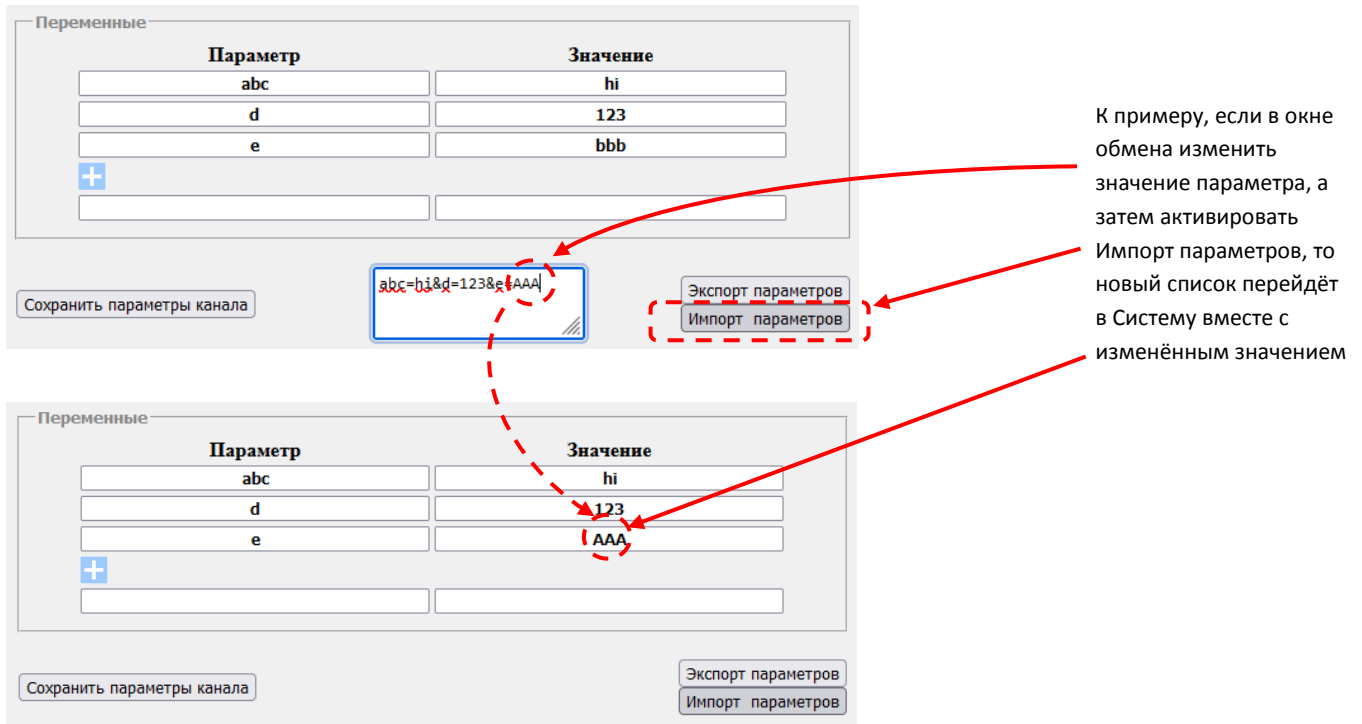 Переменные
Параметр Значение
abc hi
d 123
e bbb
К примеру, если в окне
обмена изменить
значение параметра, а
затем активировать
Импорт параметров, то
новый список перейдёт
в Систему вместе с
изменённым значением
Сохранить параметры канала
abc=hi&d=123&e=AAA
Экспорт параметров
Импорт параметров
Переменные
Параметр Значение
abc hi
d 123
e AAA
Сохранить параметры канала
Экспорт параметров
Импорт параметров